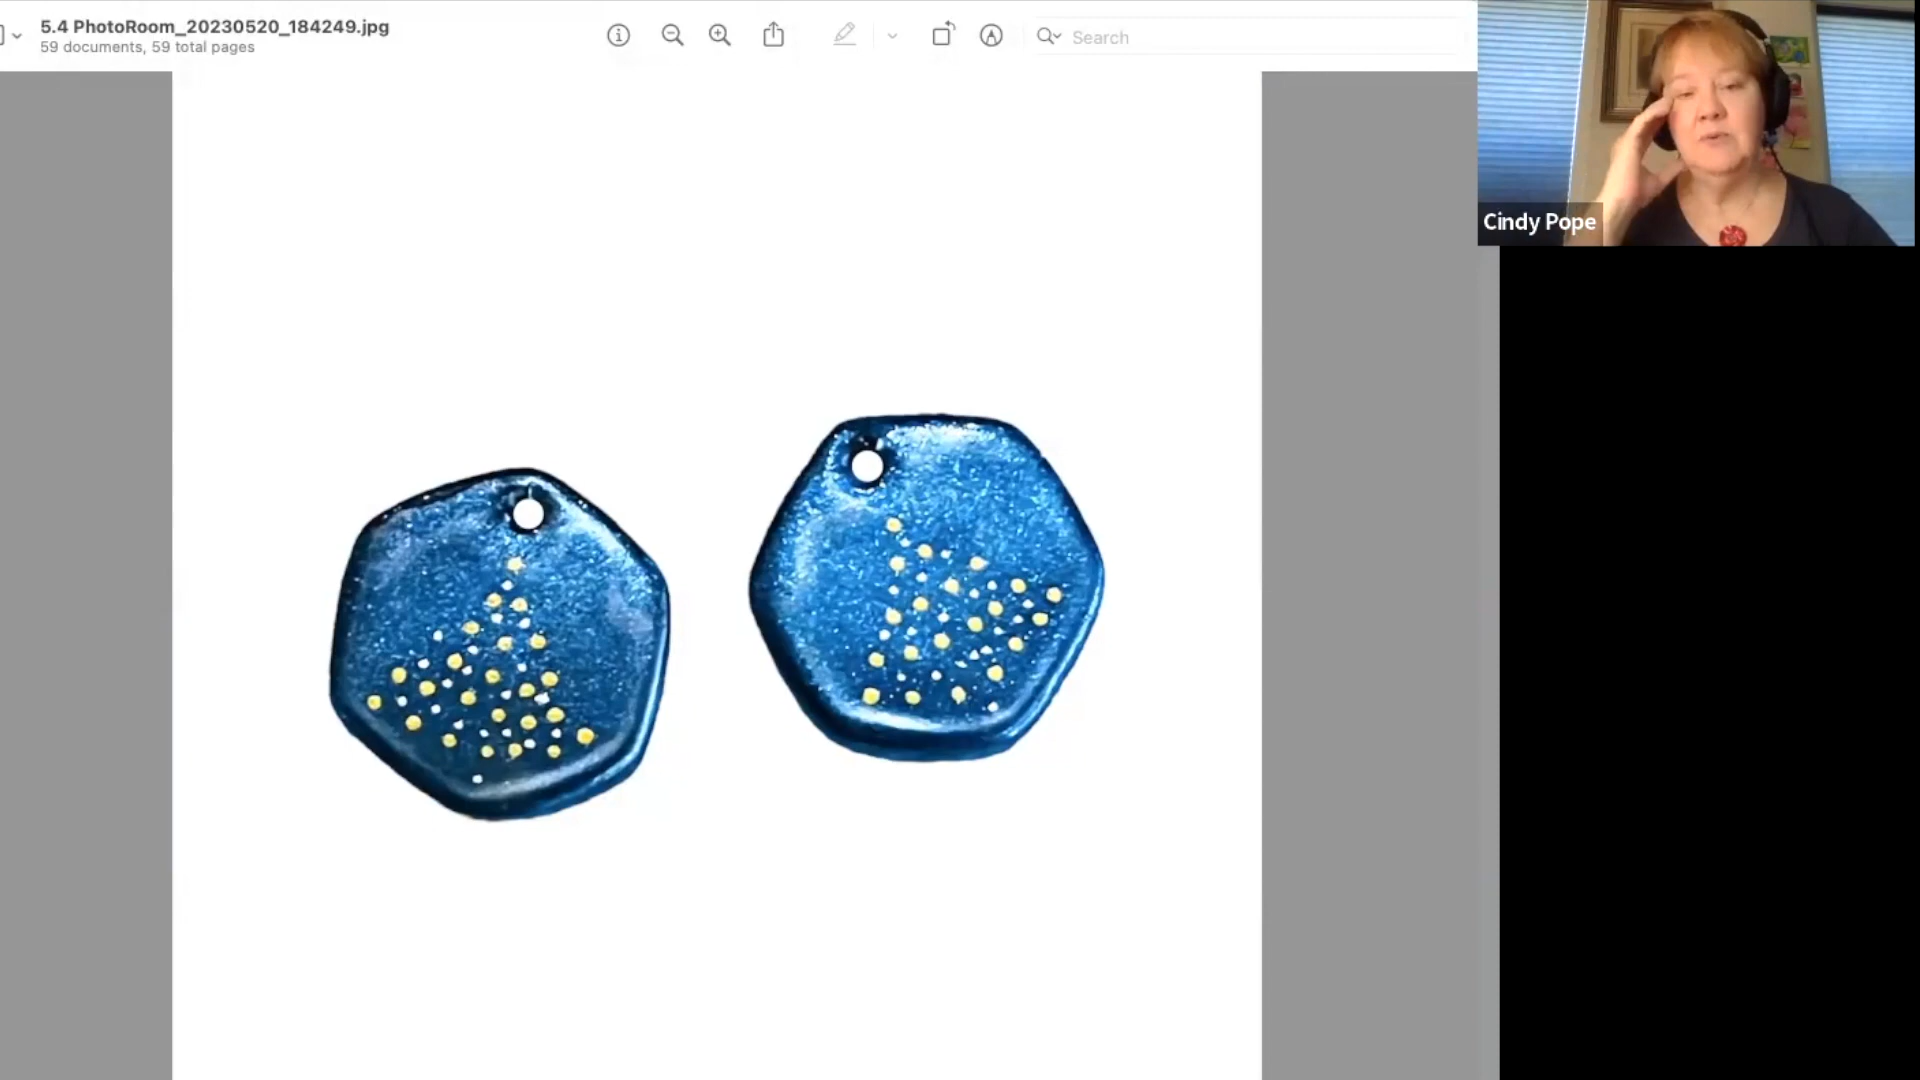 5.4 PhotoRoom_20230520_184249.jpg
59 documents, 59 total pages
Search
Cindy Pope